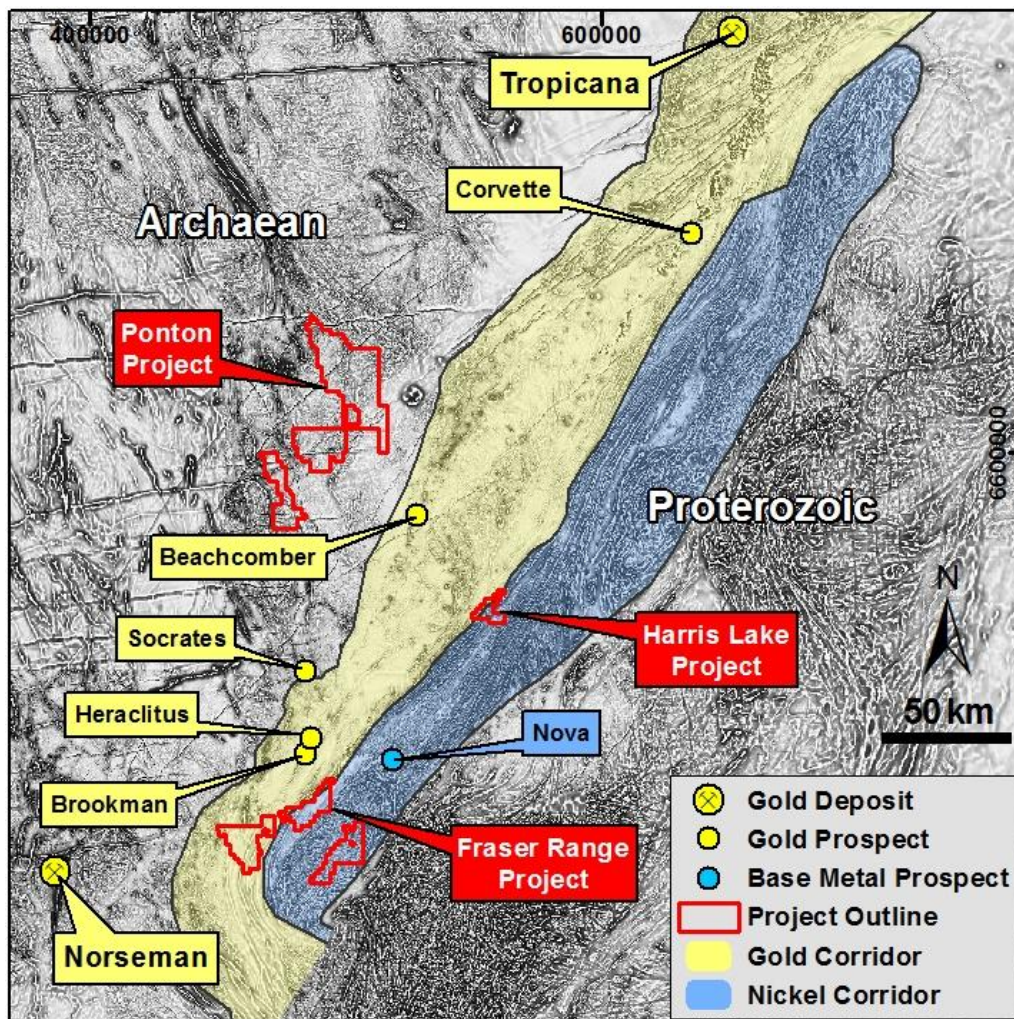 400000
600000
Tropicana
Corvette
Archaean
Ponton
Project
6600000
Proterozoic
Beachcomber
N
Harris Lake
Project
Socrates
50 km
Heraclitus
Nova
Brookman
Fraser Range
Project
Norseman
Gold Deposit
Gold Prospect
Base Metal Prospect
Project Outline
Gold Corridor
Nickel Corridor